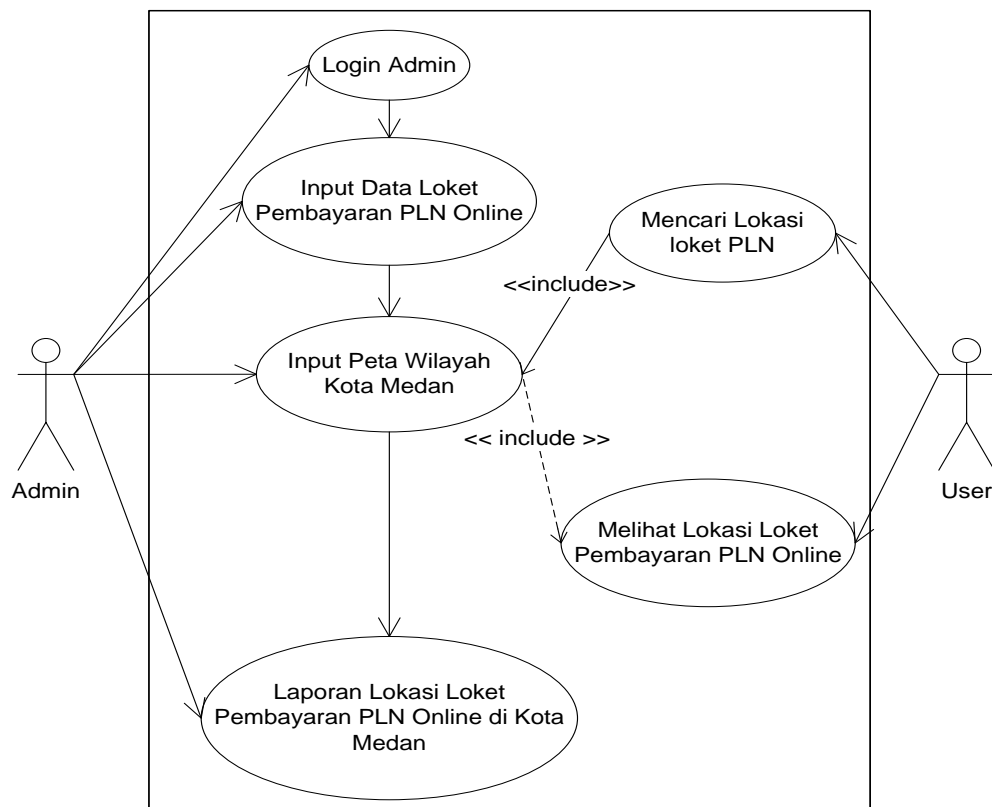 Login Admin
Input Data Loket
Pembayaran PLN Online
Mencari Lokasi
loket PLN
<<include>>
Input Peta Wilayah
Kota Medan
<< include >>
Admin
User
Melihat Lokasi Loket
Pembayaran PLN Online
Laporan Lokasi Loket
Pembayaran PLN Online di Kota
Medan